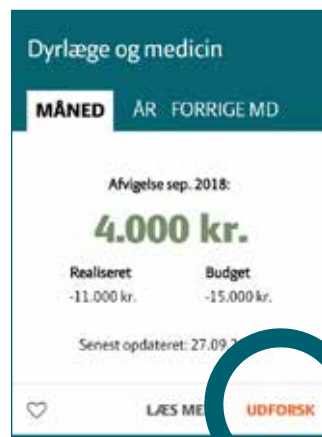 Dyrlæge og medicin
MÅNED ÅR FORRIGE MD
Afvigelse sep. 2018:
4.000 kr.
Realiseret Budget
-11.000 kr. -15.000 kr.
Senest opdateret: 27.09.2
LÆS ME UDFORSK